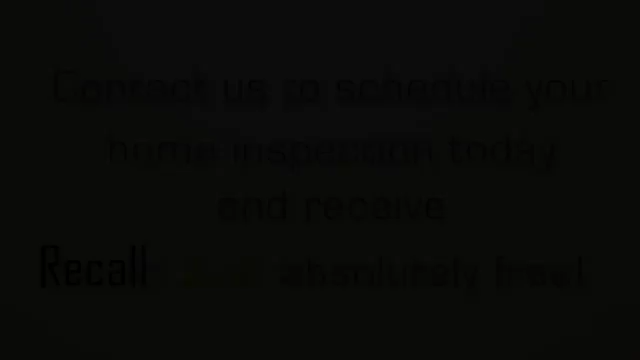 Contact us to schedule your
home inspection today
and receive
Recall absolutely free!